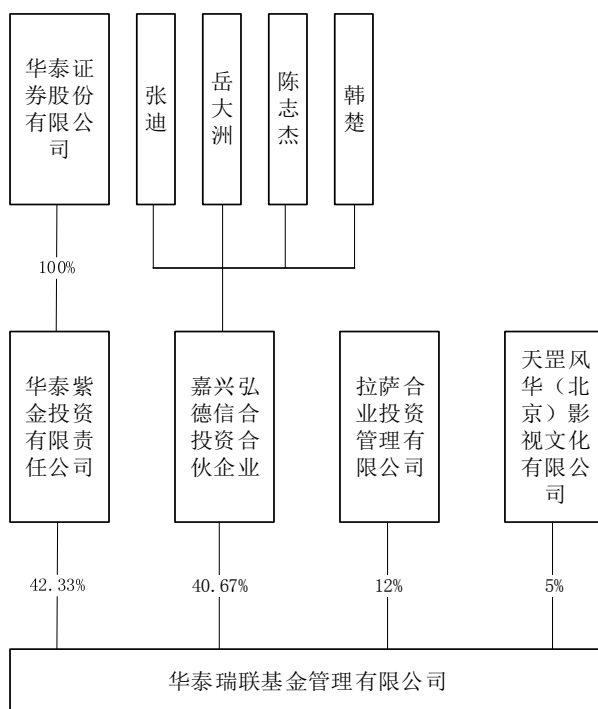 华泰证
券股份
有限公
司
张
迪
岳
大
洲
陈
志
杰
韩
楚
100%
华泰紫
金投资
有限责
任公司
嘉兴弘
德信合
投资合
伙企业
拉萨合
业投资
管理有
限公司
天罡风
华（北
京）影
视文化
有限公
司
42.33%
40.67%
12%
5%
华泰瑞联基金管理有限公司